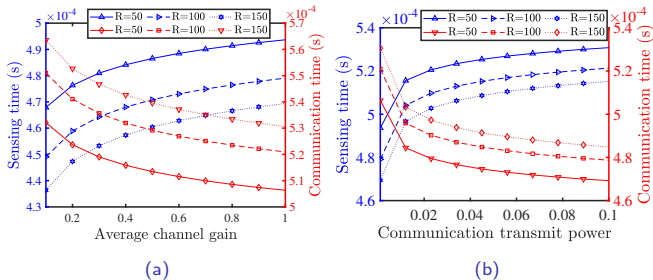 ×10⁻⁴
×10⁻⁴
R=50 R=100 R=150
R=50 R=100 R=150
Sensing time (s)
5
4.9
4.8
4.7
4.6
4.5
4.4
4.3
0.2 0.4 0.6 0.8 1
Average channel gain
5.7
5.6
5.5
5.4
5.3
5.2
5.1
5
Communication time (s)
(a)
×10⁻⁴
×10⁻⁴
R=50 R=100 R=150
R=50 R=100 R=150
Sensing time (s)
5.4
5.2
5
4.8
4.6
0.02 0.04 0.06 0.08 0.1
Communication transmit power
5.4
5.2
5
4.8
4.6
Communication time (s)
(b)